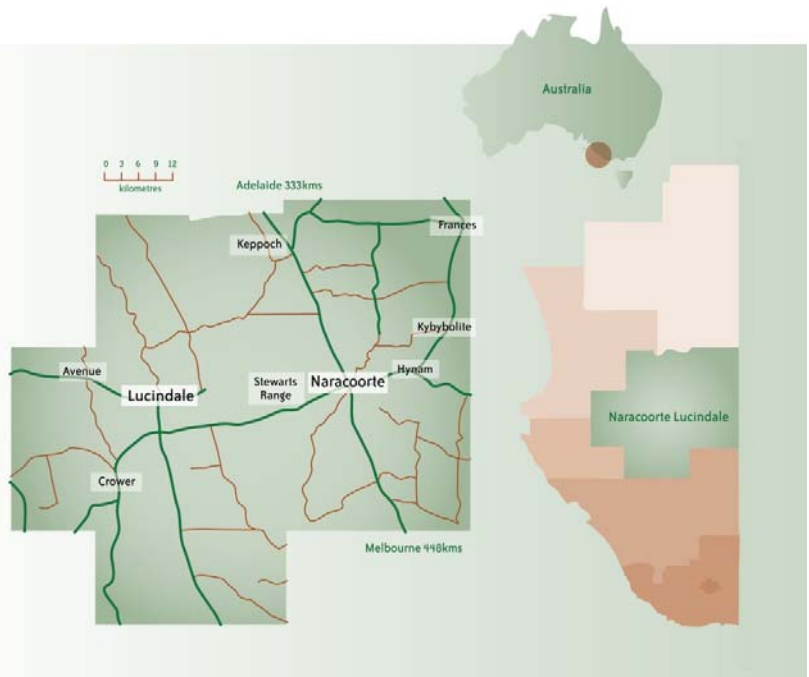 Australia
0 3 6 9 12
kilometres
Adelaide 333kms
Keppoch
Frances
Kybybolite
Avenue
Lucindale
Stewarts
Range
Naracoorte
Hynam
Naracoorte Lucindale
Crower
Melbourne 448kms